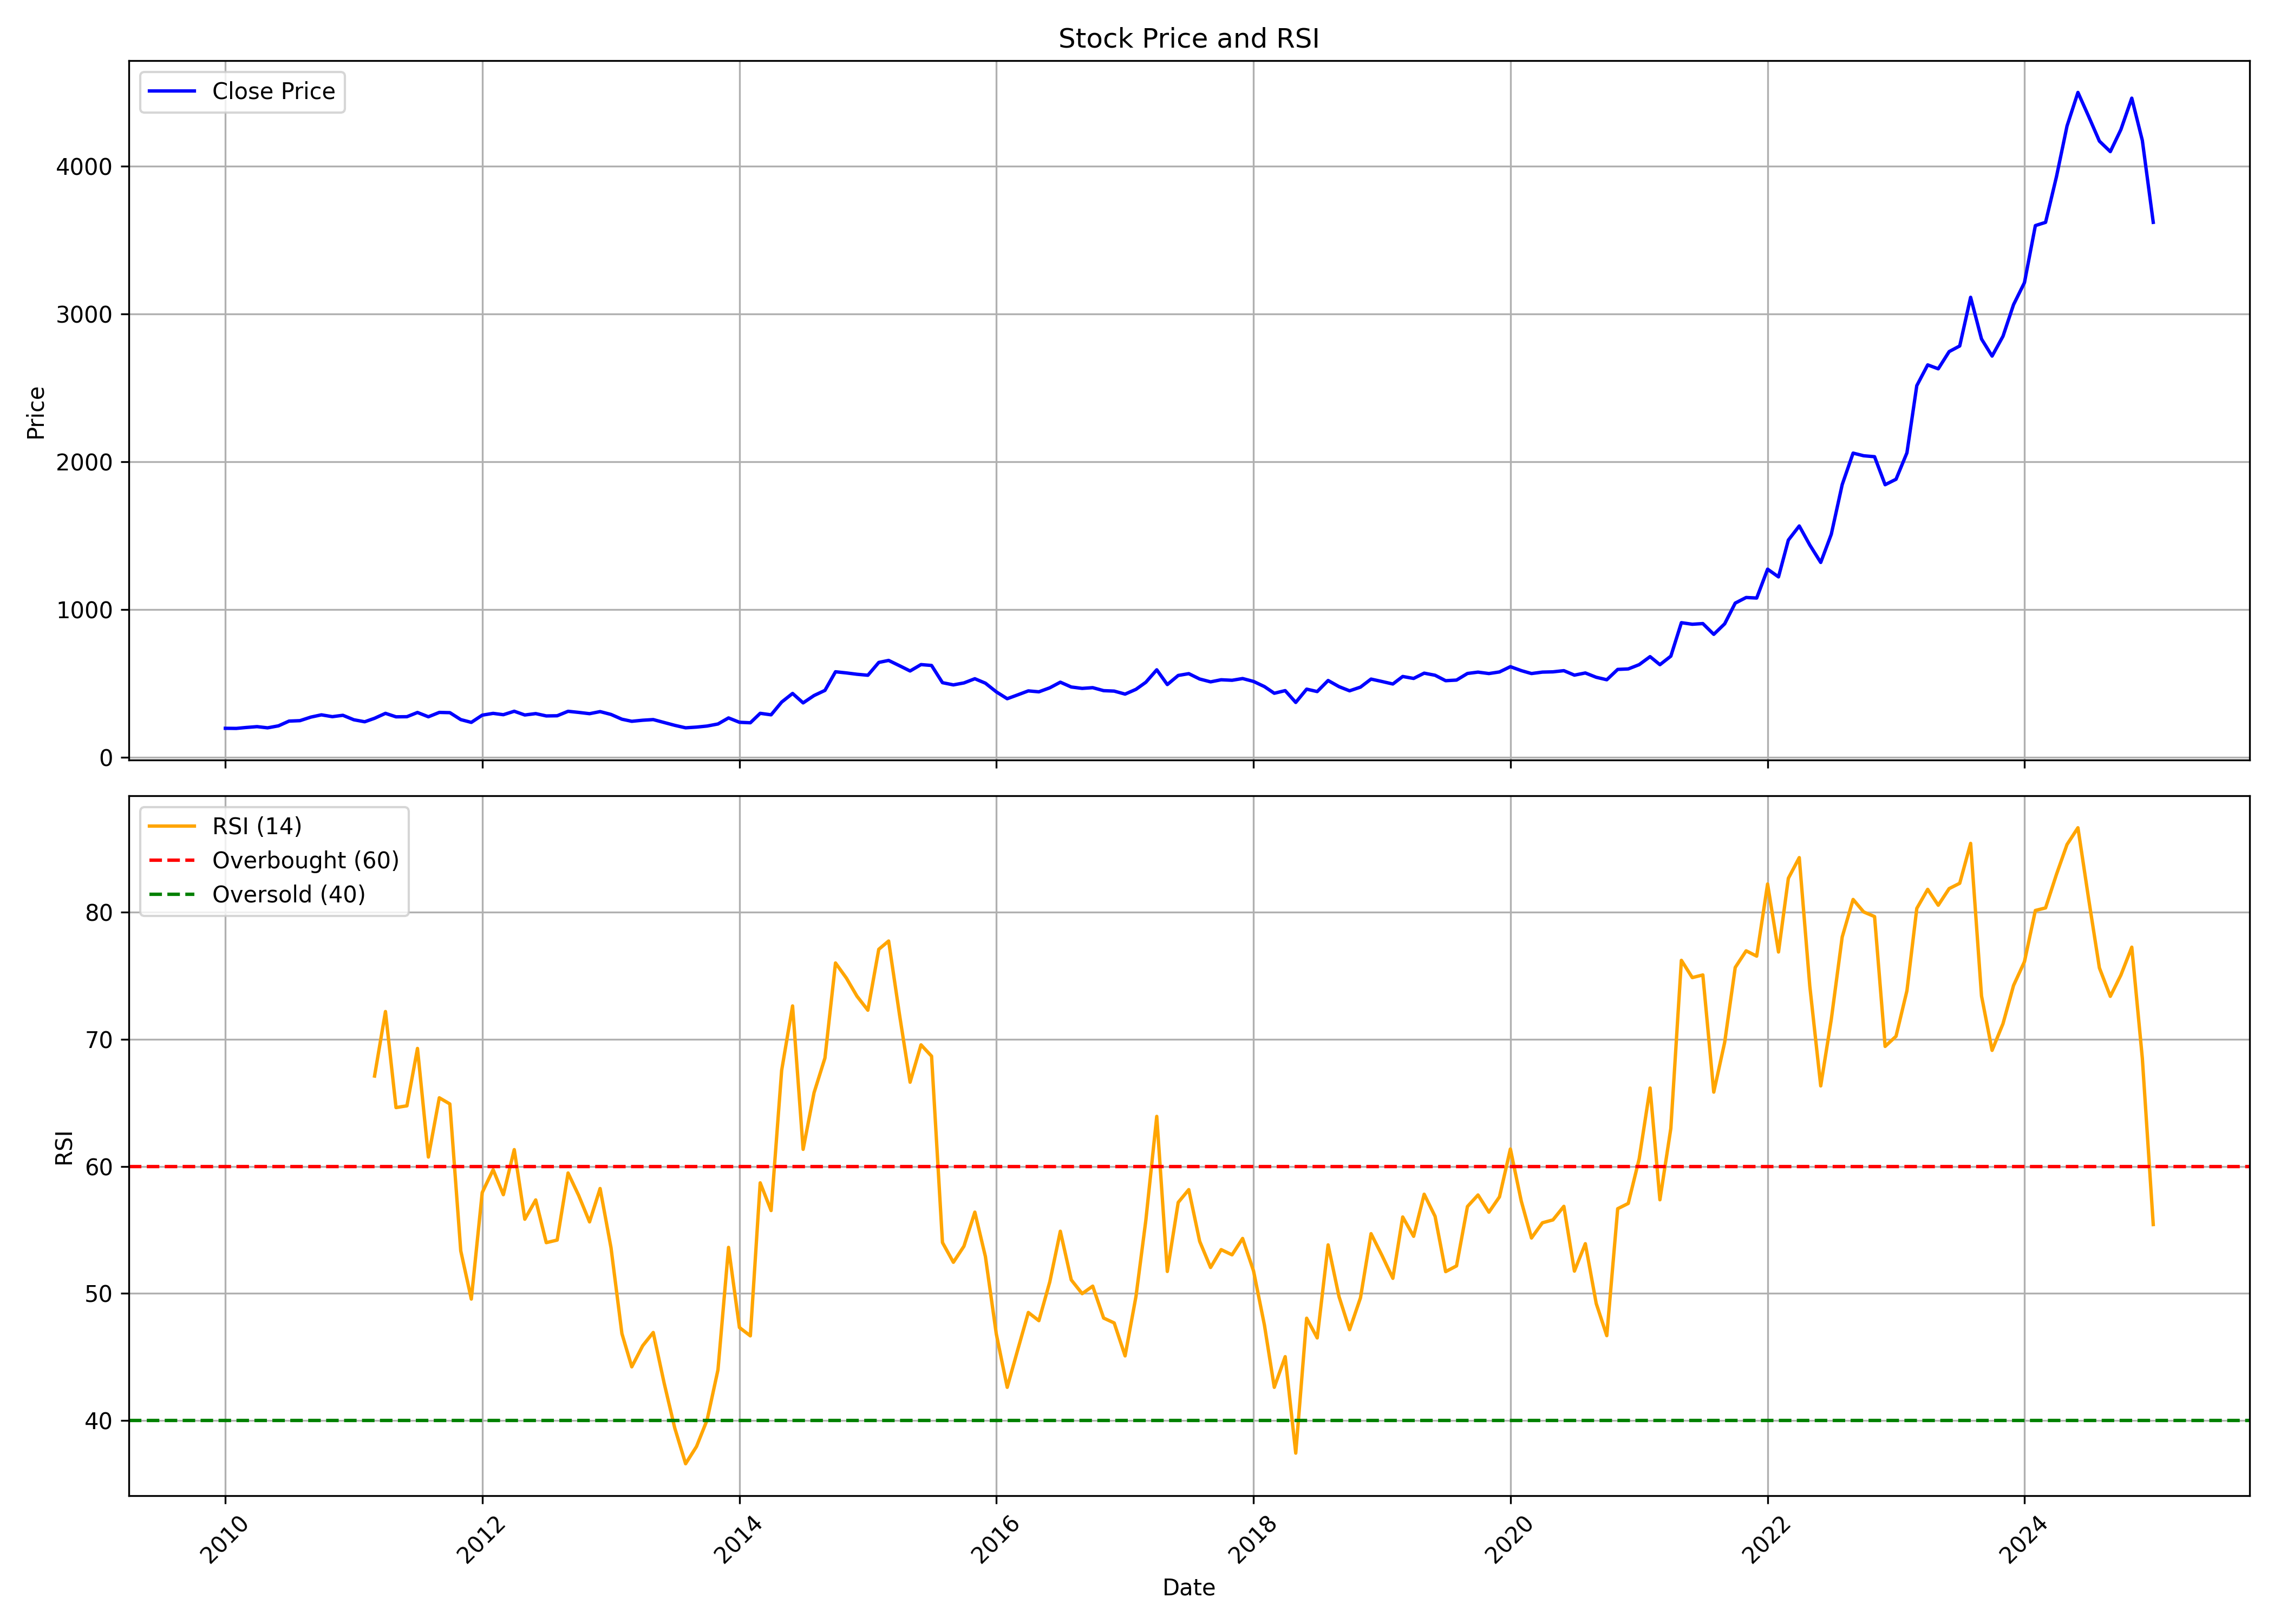 Stock Price and RSI
Close Price
Price
4000
3000
2000
1000
0
RSI (14)
Overbought (60)
Oversold (40)
RSI
80
70
60
50
40
2010
2012
2014
2016
2018
2020
2022
2024
Date